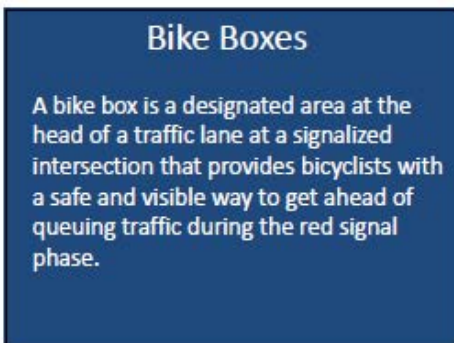 Bike Boxes
A bike box is a designated area at the
head of a traffic lane at a signalized
intersection that provides bicyclists with
a safe and visible way to get ahead of
queuing traffic during the red signal
phase.